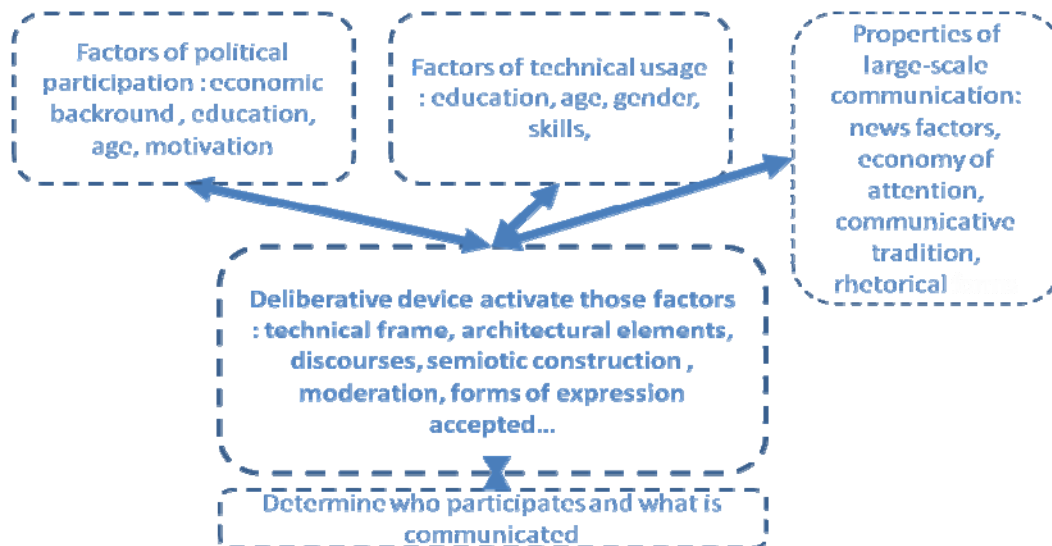 Factors of political
participation : economic
backround , education,
age, motivation
Factors of technical usage
: education, age, gender,
skills,
Properties of
large-scale
communication:
news factors,
economy of
attention,
communicative
tradition,
rhetorical
Deliberative device activate those factors
: technical frame, architectural elements,
discourses, semiotic construction ,
moderation, forms of expression
accepted...
Determine who participates and what is
communicated